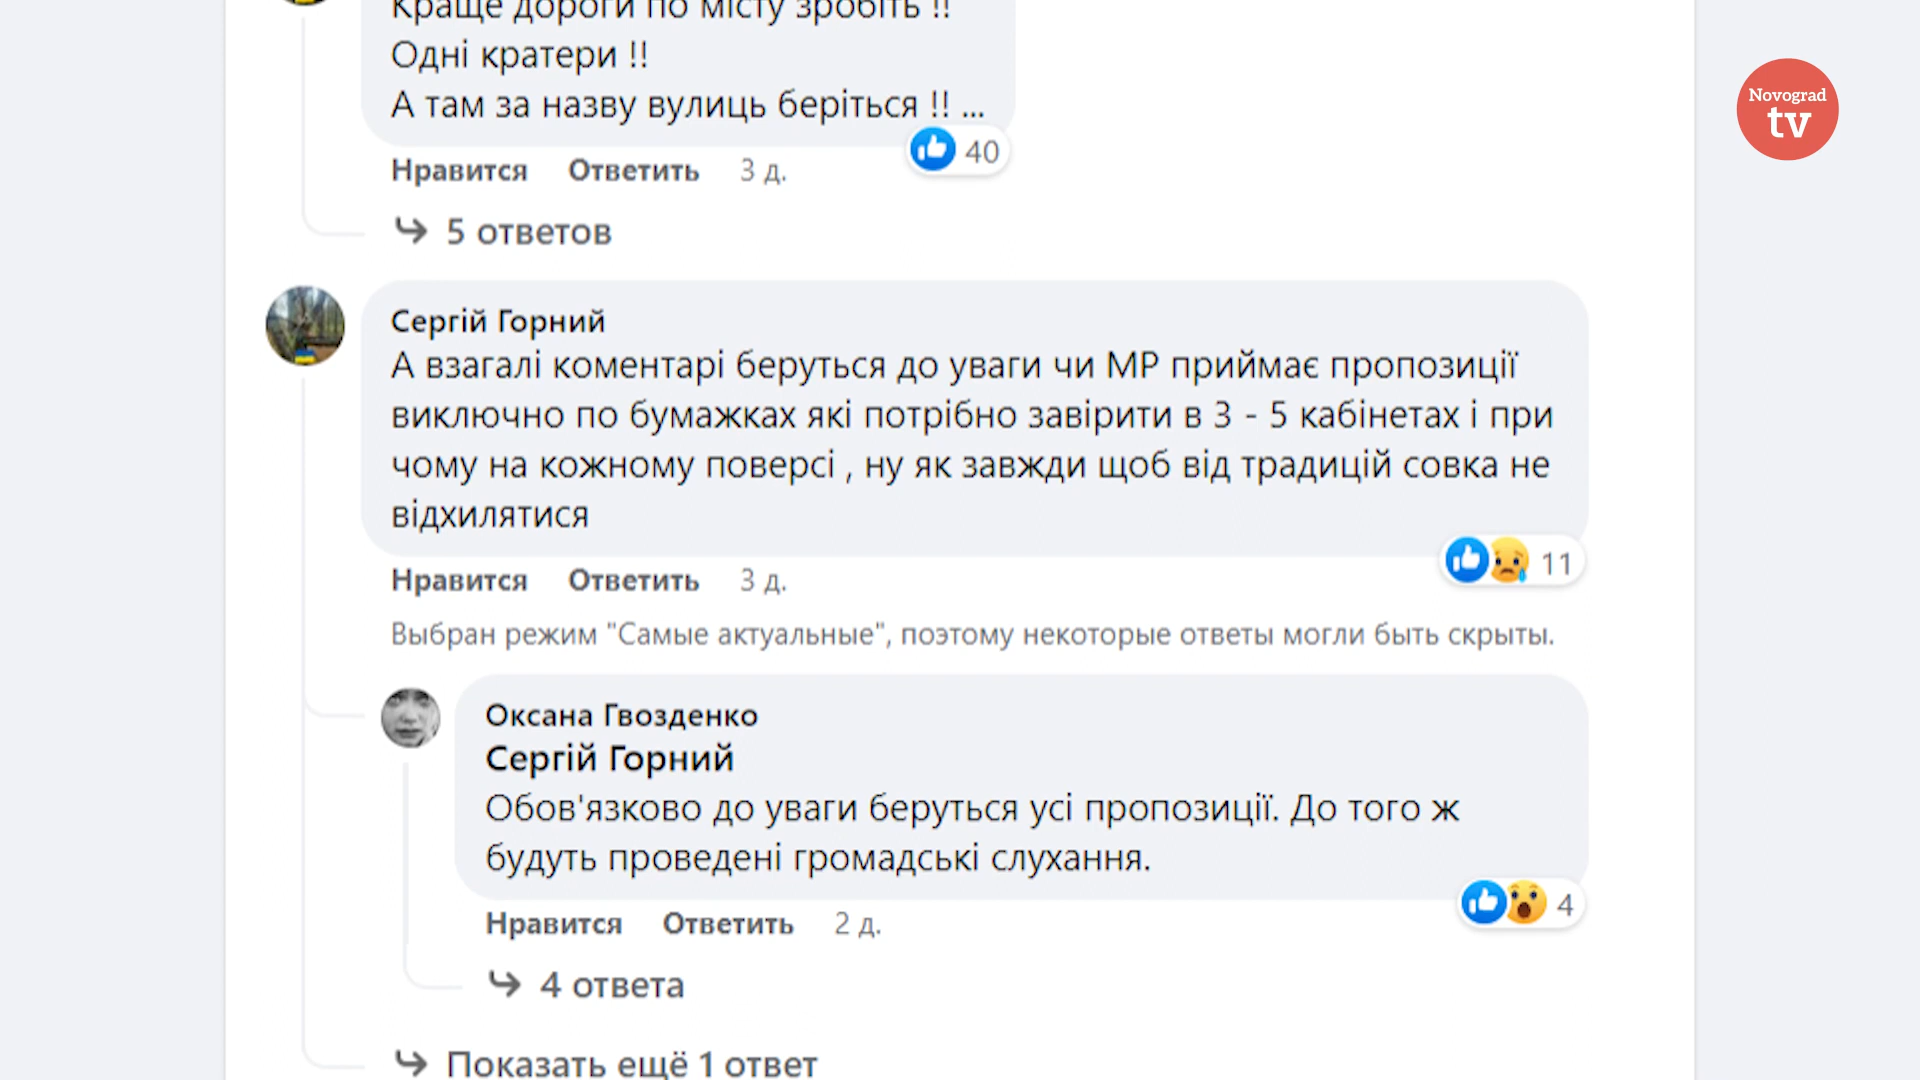 Краще дороги по місту зробіть !!
Одні кратери !!
А там за назву вулиць беріться !! ...
40
Нравится Ответить 3 д.
5 ответов
Novograd
tv
Сергій Горний
А взагалі коментарі беруться до уваги чи МР приймає пропозиції
виключно по бумажках які потрібно завірити в 3 - 5 кабінетах і при
чому на кожному поверсі , ну як завжди щоб від традицій совка не
відхилятися
11
Нравится Ответить 3 д.
Выбран режим "Самые актуальные", поэтому некоторые ответы могли быть скрыты.
Оксана Гвозденко
Сергій Горний
Обов'язково до уваги беруться усі пропозиції. До того ж
будуть проведені громадські слухання.
4
Нравится Ответить 2 д.
4 ответа
Показать ещё 1 ответ